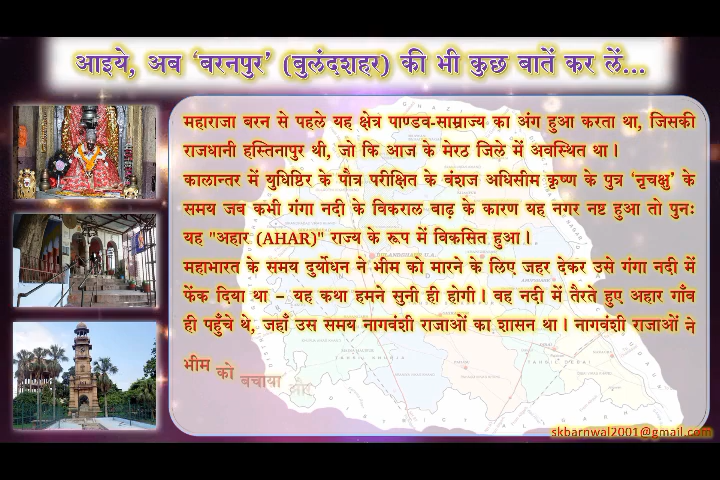 आइये, अब ‘बरनपुर’ (बुलंदशहर) की भी कुछ बातें कर लें...
महाराजा बरन से पहले यह क्षेत्र पाण्डव-साम्राज्य का अंग हुआ करता था, जिसकी
राजधानी हस्तिनापुर थी, जो कि आज के मेरठ जिले में अवस्थित था।
कालान्तर में युधिष्ठिर के पौत्र परीक्षित के वंशज अधिसीम कृष्ण के पुत्र ‘नृचक्षु’ के
समय जब कभी गंगा नदी के विकराल बाढ़ के कारण यह नगर नष्ट हुआ तो पुनः
यह "अहार (AHAR)" राज्य के रूप में विकसित हुआ।
महाभारत के समय दुर्योधन ने भीम को मारने के लिए जहर देकर उसे गंगा नदी में
फेंक दिया था – यह कथा हमने सुनी ही होगी। वह नदी में तैरते हुए अहार गाँव
ही पहुँचे थे, जहाँ उस समय नागवंशी राजाओं का शासन था। नागवंशी राजाओं ने
भीम को बचाया और
skbarnwal2001@gmail.com